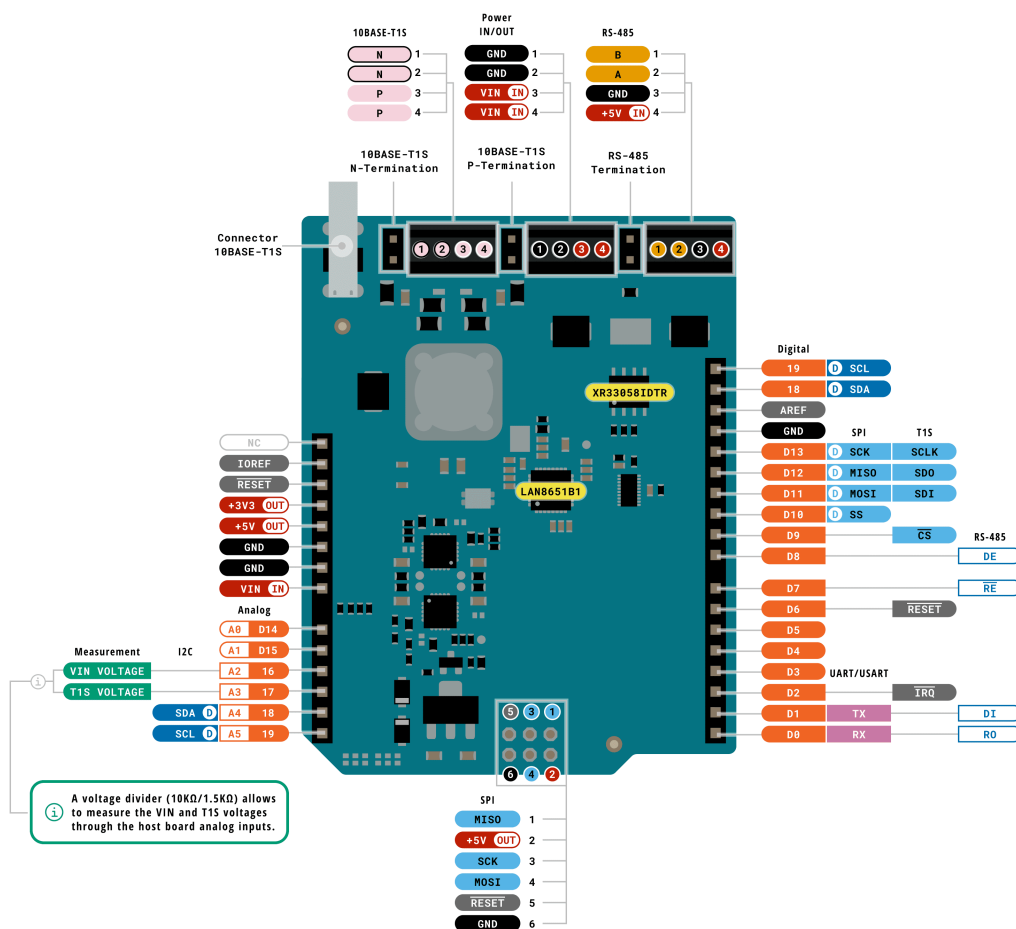 10BASE-T1S
N 1
N 2
P 3
P 4
Power
IN/OUT
GND 1
GND 2
VIN IN 3
VIN IN 4
RS-485
B 1
A 2
GND 3
+5V IN 4
10BASE-T1S
N-Termination
10BASE-T1S
P-Termination
RS-485
Termination
Connector
10BASE-T1S
1 2 3 4
1 2 3 4
1 2 3 4
XR33058IDTR
LAN8651B1
NC
IOREF
RESET
+3V3 OUT
+5V OUT
GND
GND
VIN IN
Analog
A0 D14
A1 D15
Measurement I2C
VIN VOLTAGE A2 16
T1S VOLTAGE A3 17
SDA D A4 18
SCL D A5 19
i
i
A voltage divider (10KΩ/1.5KΩ) allows
to measure the VIN and T1S voltages
through the host board analog inputs.
Digital
19 D SCL
18 D SDA
AREF
GND
SPI T1S
D13 D SCK SCLK
D12 D MISO SDO
D11 D MOSI SDI
D10 D SS
D9 CS
RS-485
D8 DE
D7 RE
D6 RESET
D5
D4
D3
UART/USART
D2 IRQ
D1 TX DI
D0 RX RO
5 3 1
6 4 2
SPI
MISO 1
+5V OUT 2
SCK 3
MOSI 4
RESET 5
GND 6